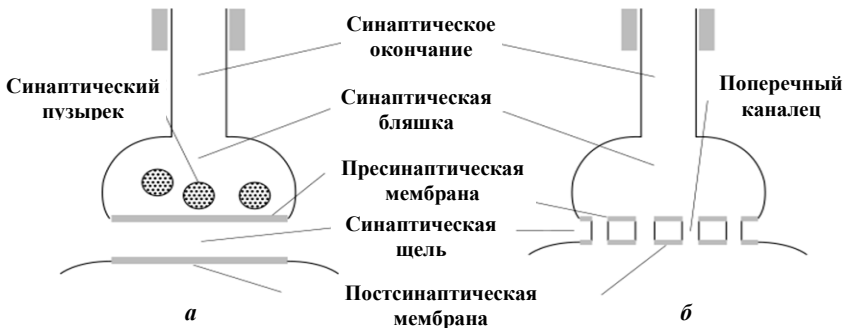 Синаптическое
окончание
Синаптический
пузырек
Поперечный
каналец
Синаптическая
бляшка
Пресинаптическая
мембрана
Синаптическая
щель
Постсинаптическая
мембрана
а
б